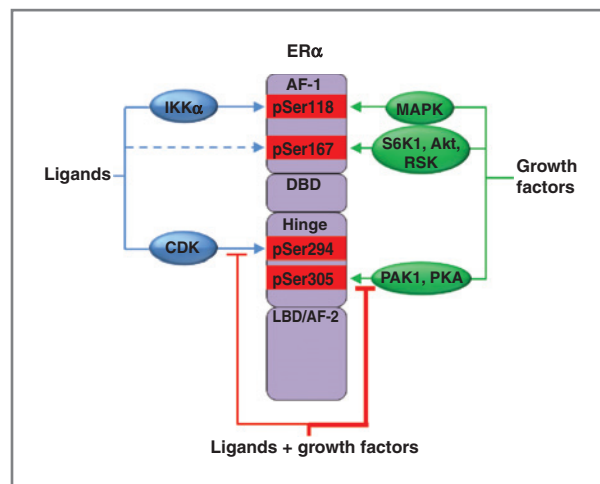 ERα
AF-1
IKKα
pSer118
MAPK
pSer167
S6K1, Akt,
RSK
Ligands
Growth
factors
DBD
Hinge
CDK
pSer294
pSer305
PAK1, PKA
LBD/AF-2
Ligands + growth factors